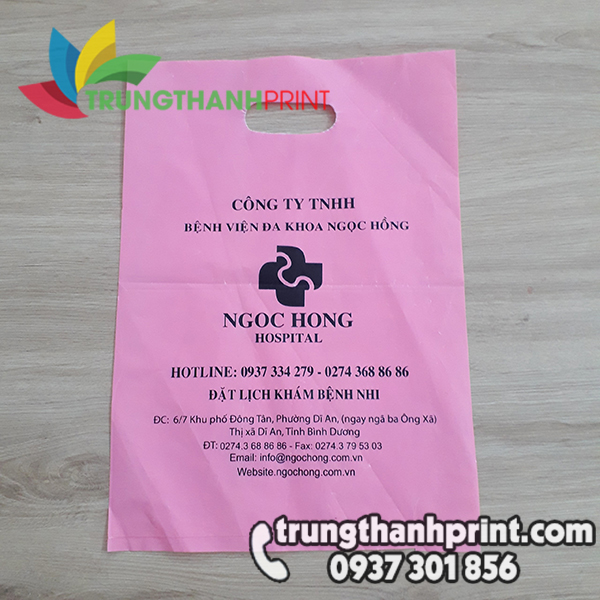 TRUNGTHANHPRINT
CÔNG TY TNHH
BỆNH VIỆN ĐA KHOA NGỌC HỒNG
NGOC HONG
HOSPITAL
HOTLINE: 0937 334 279 - 0274 368 86 86
ĐẶT LỊCH KHÁM BỆNH NHI
ĐC: 6/7 Khu phố Đông Tân, Phường Dĩ An, (ngay ngã ba Ông Xã)
Thị xã Dĩ An, Tỉnh Bình Dương
ĐT: 0274.3 68 86 86 - Fax: 0274.3 79 53 03
Email: info@ngochong.com.vn
Website.ngochong.com.vn
trungthanhprint.com
0937 301 856